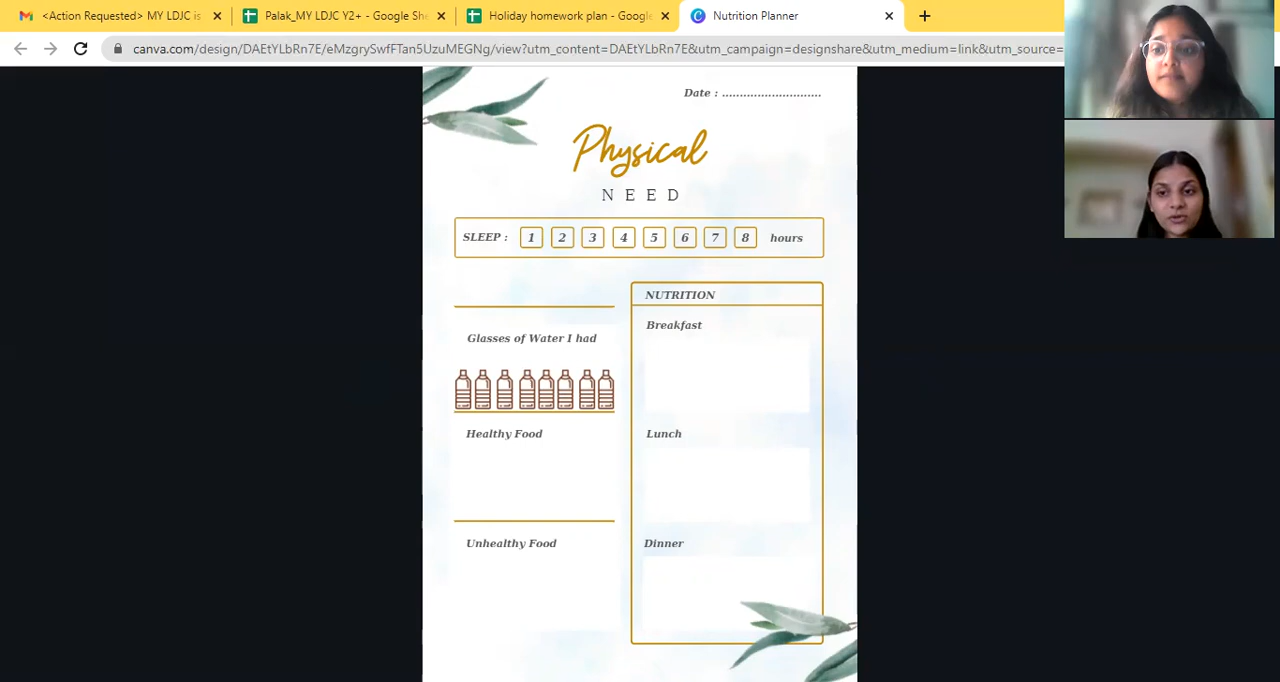 <Action Requested> MY LDJC is
Palak_MY LDJC Y2+ - Google She
Holiday homework plan - Google
Nutrition Planner
canva.com/design/DAEtYLbRn7E/eMzgrySwfFTan5UzuMEGNg/view?utm_content=DAEtYLbRn7E&utm_campaign=designshare&utm_medium=link&utm_source=
Date : ............................
Physical
NEED
SLEEP : 1 2 3 4 5 6 7 8 hours
NUTRITION
Breakfast
Glasses of Water I had
Healthy Food
Lunch
Unhealthy Food
Dinner